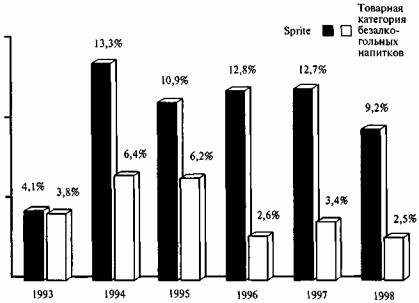 Товарная
категория
Sprite безалко-
гольных
напитков
13,3%
12,8% 12,7%
10,9%
9,2%
6,4% 6,2%
4,1% 3,8%
3,4%
2,6% 2,5%
1993 1994 1995 1996 1997 1998